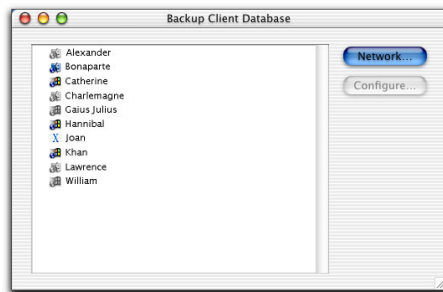 Backup Client Database
Alexander
Bonaparte
Catherine
Charlemagne
Gaius Julius
Hannibal
Joan
Khan
Lawrence
William
Network...
Configure...